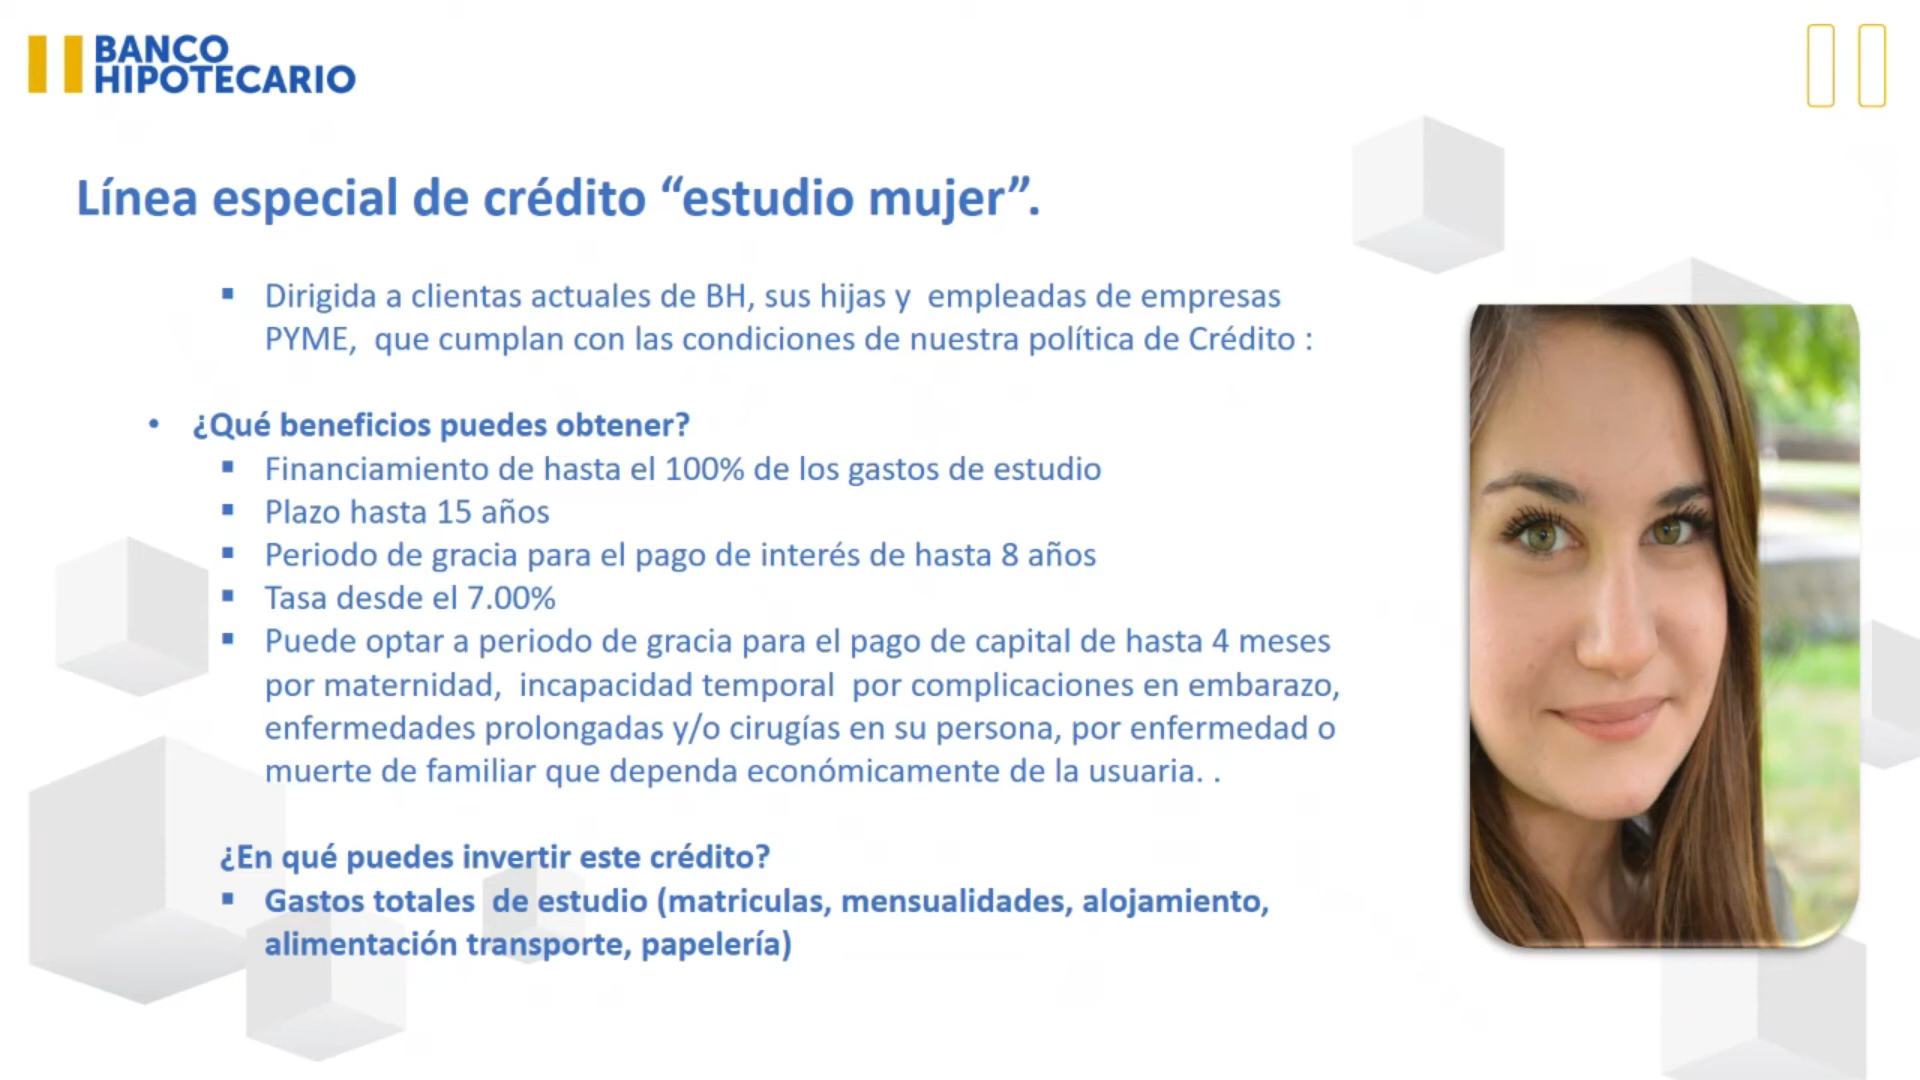 BANCO
HIPOTECARIO
Línea especial de crédito “estudio mujer”.
▪ Dirigida a clientas actuales de BH, sus hijas y empleadas de empresas
PYME, que cumplan con las condiciones de nuestra política de Crédito :
• ¿Qué beneficios puedes obtener?
▪ Financiamiento de hasta el 100% de los gastos de estudio
▪ Plazo hasta 15 años
▪ Periodo de gracia para el pago de interés de hasta 8 años
▪ Tasa desde el 7.00%
▪ Puede optar a periodo de gracia para el pago de capital de hasta 4 meses
por maternidad, incapacidad temporal por complicaciones en embarazo,
enfermedades prolongadas y/o cirugías en su persona, por enfermedad o
muerte de familiar que dependa económicamente de la usuaria. .
¿En qué puedes invertir este crédito?
▪ Gastos totales de estudio (matriculas, mensualidades, alojamiento,
alimentación transporte, papelería)